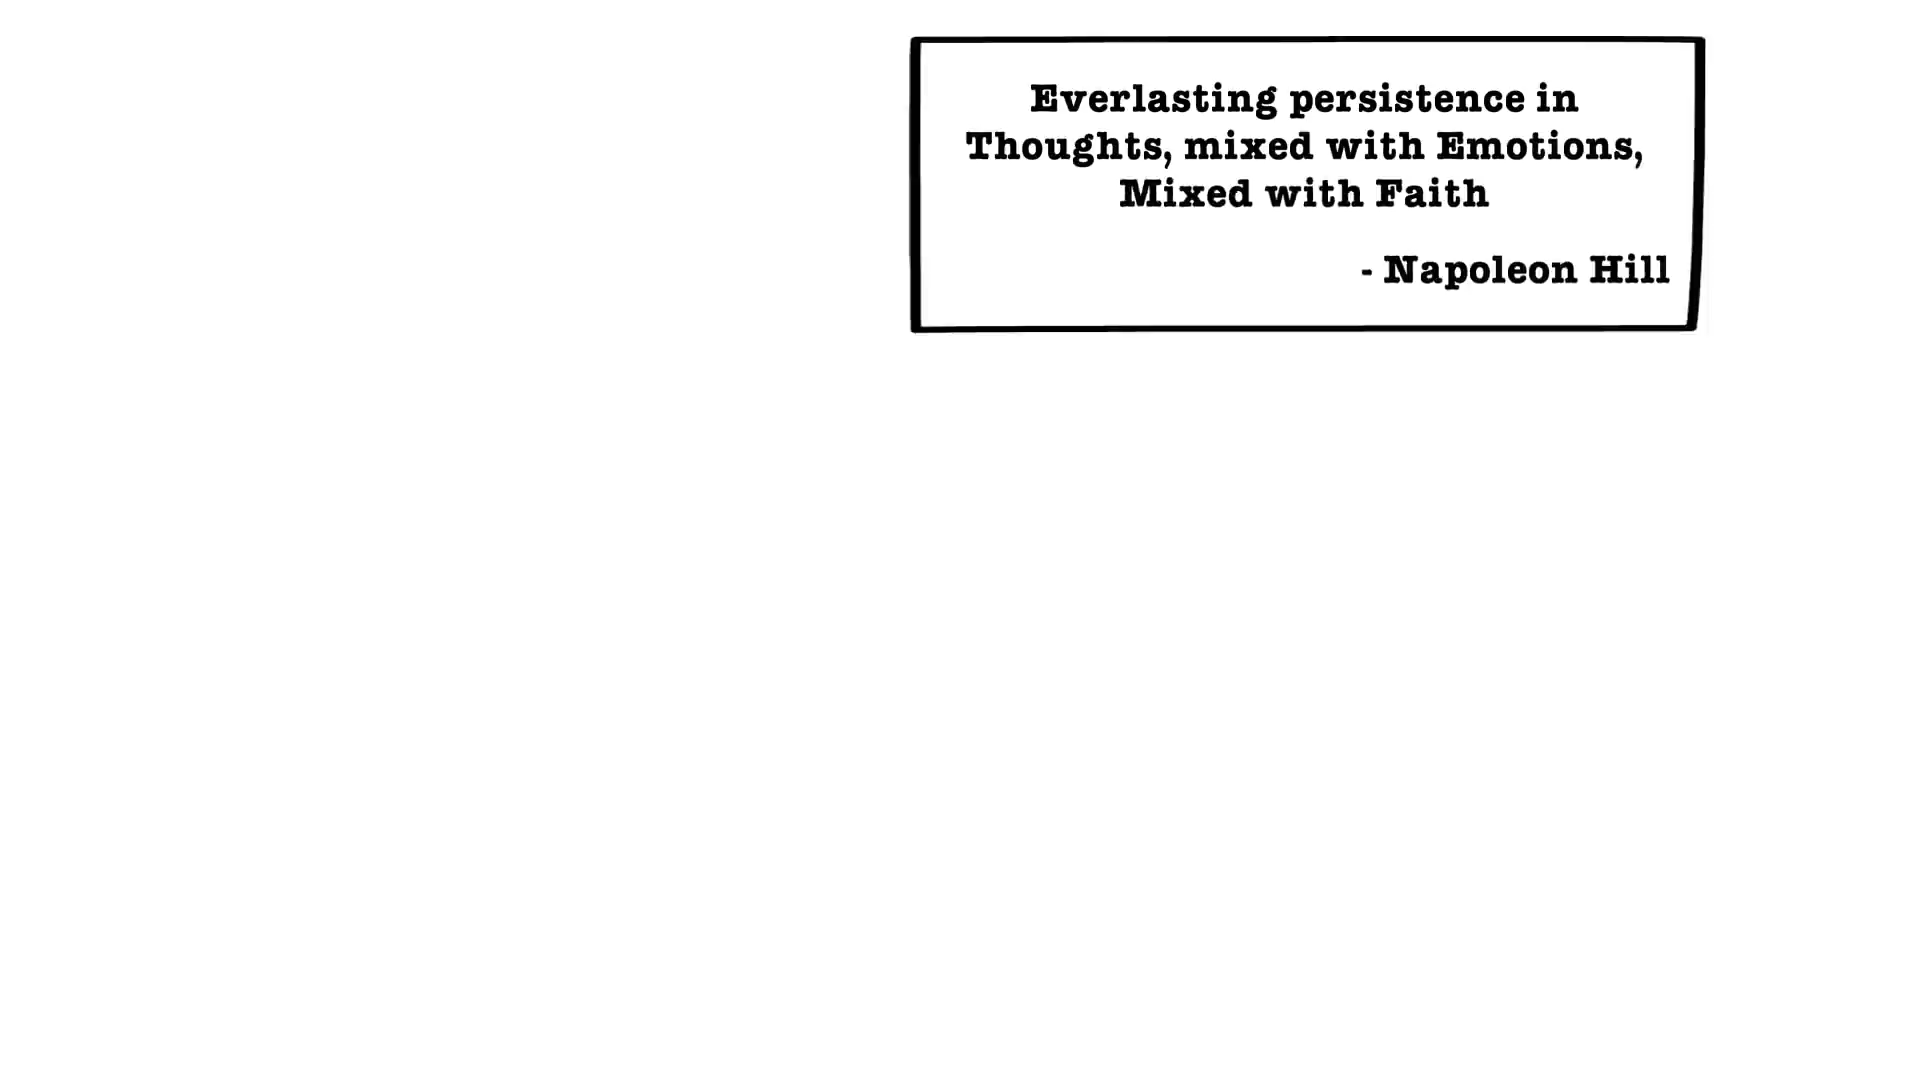 Everlasting persistence in
Thoughts, mixed with Emotions,
Mixed with Faith
- Napoleon Hill